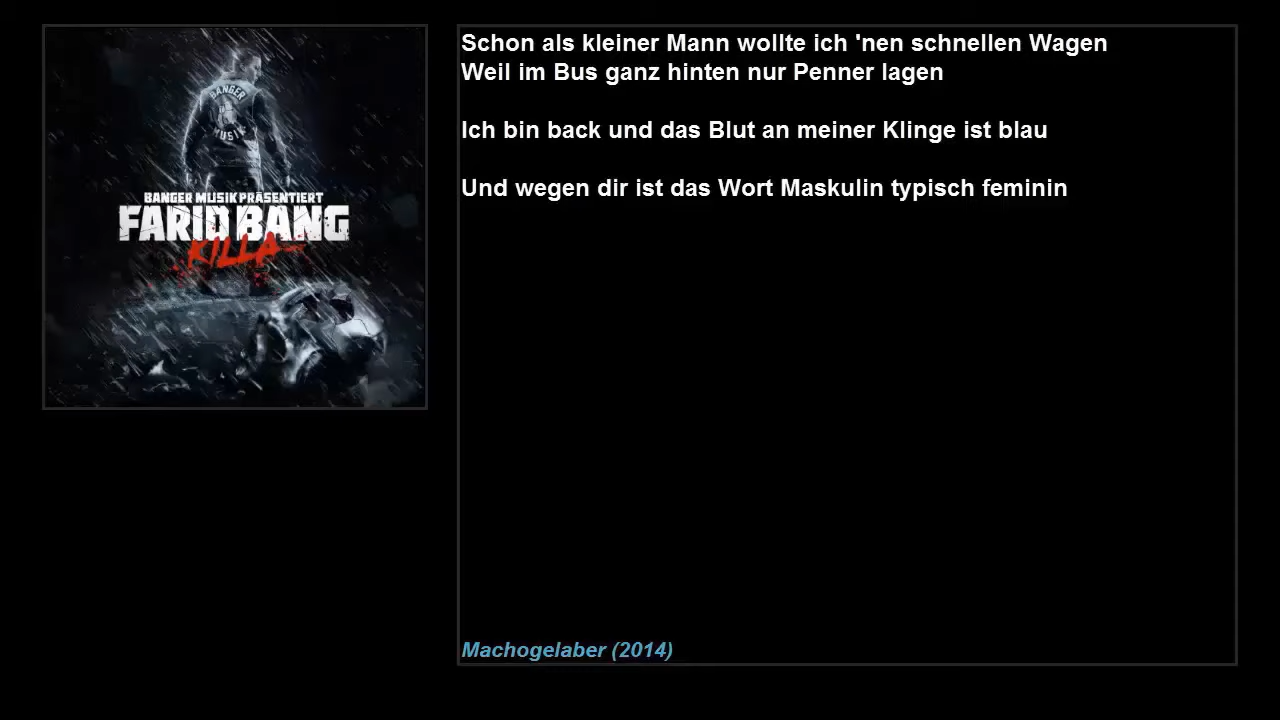 BANGER
MUSIK
BANGER MUSIK PRÄSENTIERT
FARID BANG
KILLA
Schon als kleiner Mann wollte ich 'nen schnellen Wagen
Weil im Bus ganz hinten nur Penner lagen
Ich bin back und das Blut an meiner Klinge ist blau
Und wegen dir ist das Wort Maskulin typisch feminin
Machogelaber (2014)